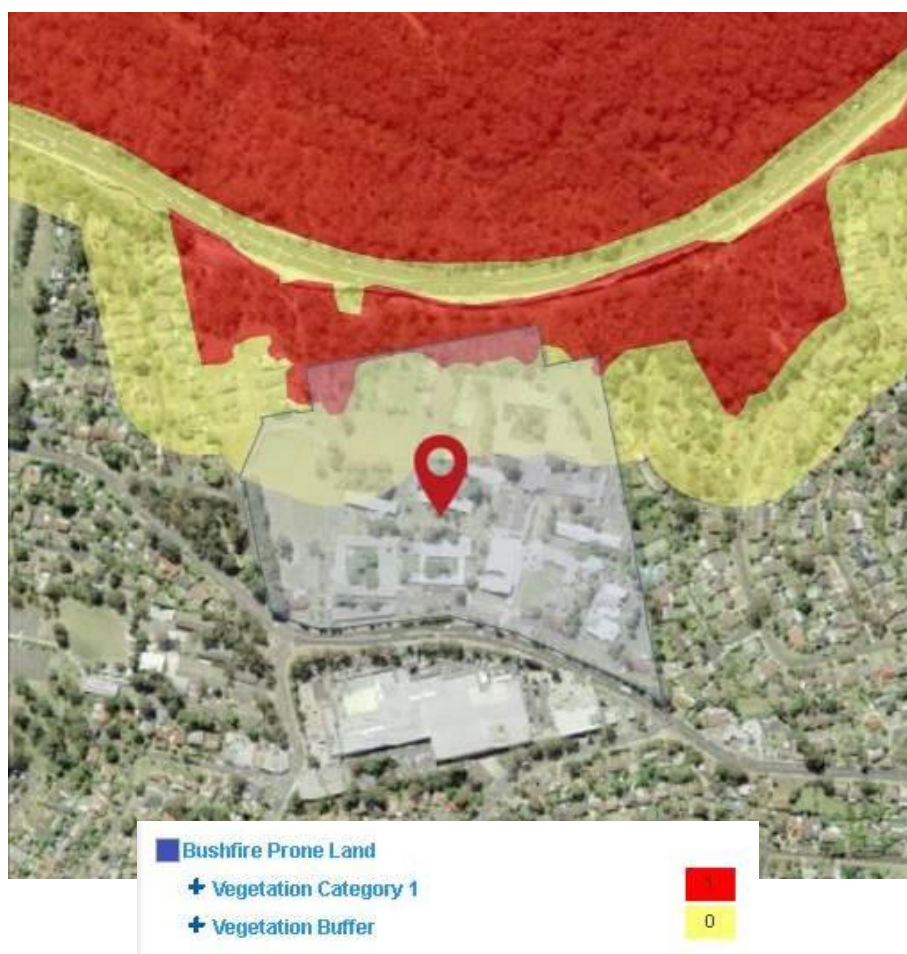 Bushfire Prone Land
Vegetation Category 1
1
Vegetation Buffer
0